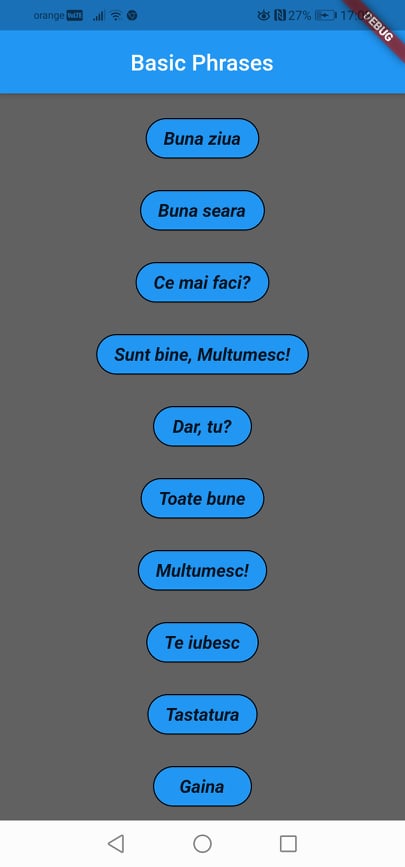 orange VoLTE 27% 17:0
DEBUG
Basic Phrases
Buna ziua
Buna seara
Ce mai faci?
Sunt bine, Multumesc!
Dar, tu?
Toate bune
Multumesc!
Te iubesc
Tastatura
Gaina